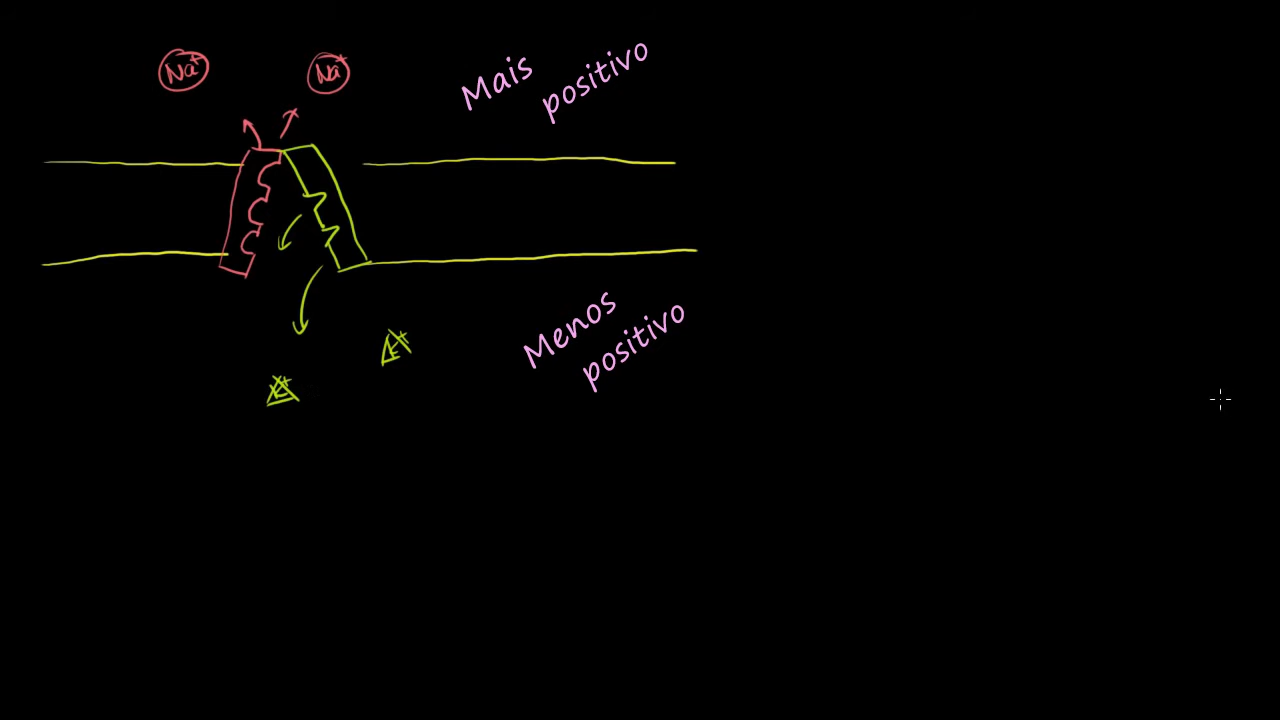 Na+ Na+
Mais
positivo
K+
K+
Menos
positivo